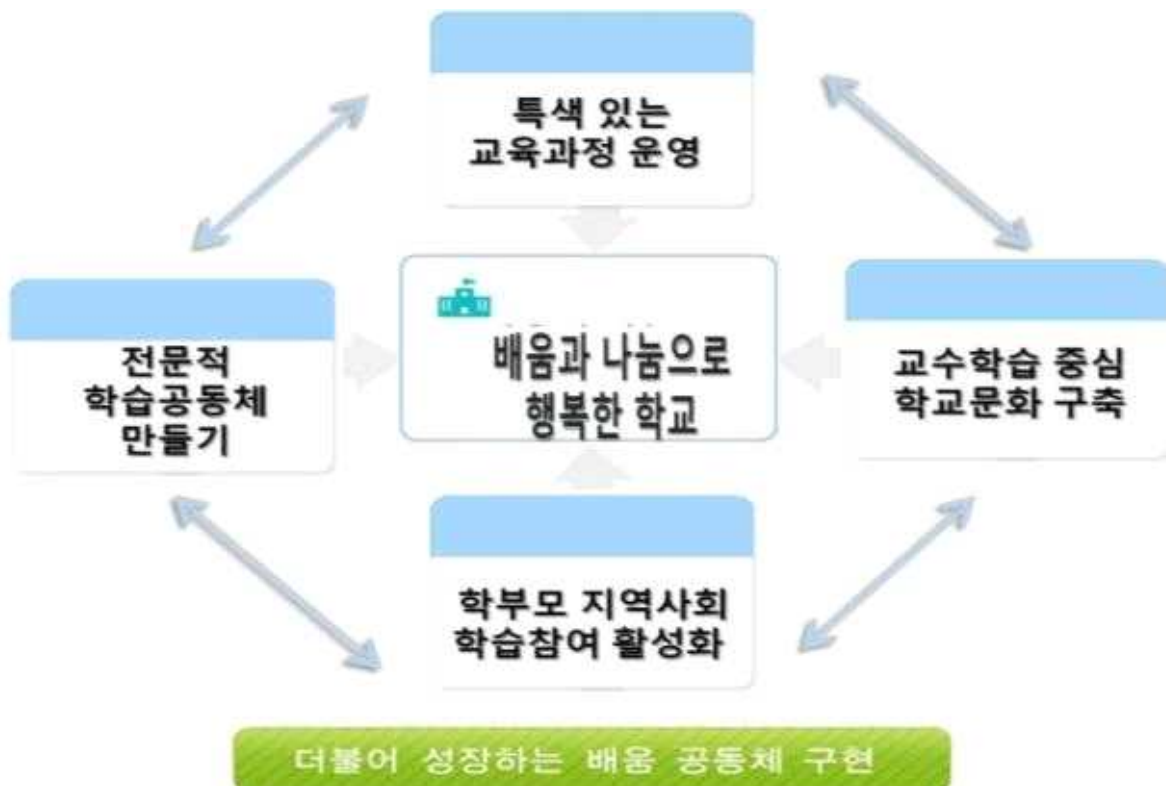 특색 있는
교육과정 운영
전문적
학습공동체
만들기
배움과 나눔으로
행복한 학교
교수학습 중심
학교문화 구축
학부모 지역사회
학습참여 활성화
더불어 성장하는 배움 공동체 구현